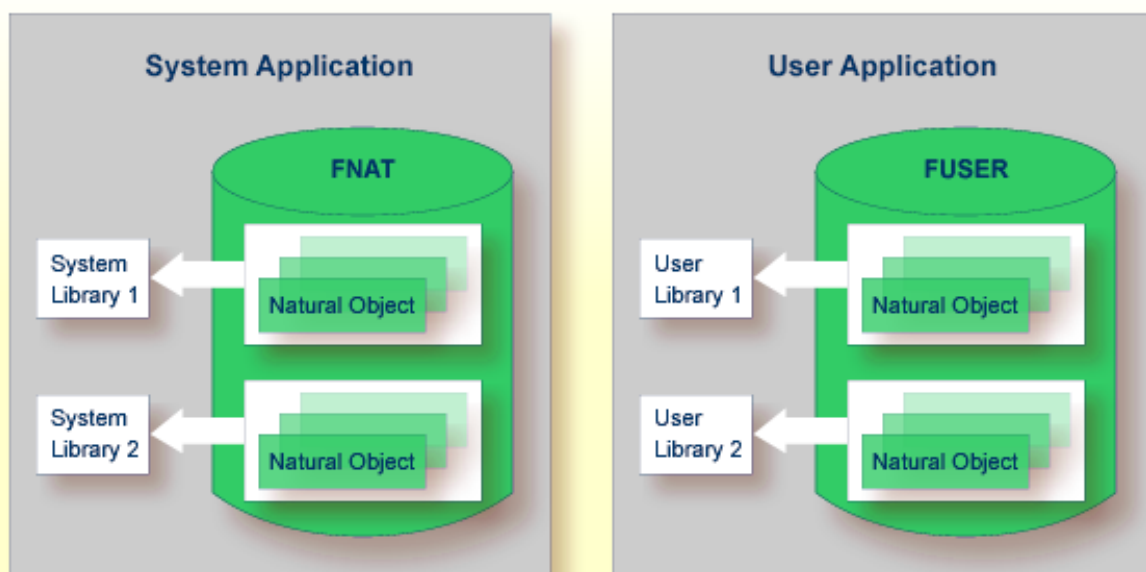 System Application
FNAT
System
Library 1
Natural Object
System
Library 2
Natural Object
User Application
FUSER
User
Library 1
Natural Object
User
Library 2
Natural Object